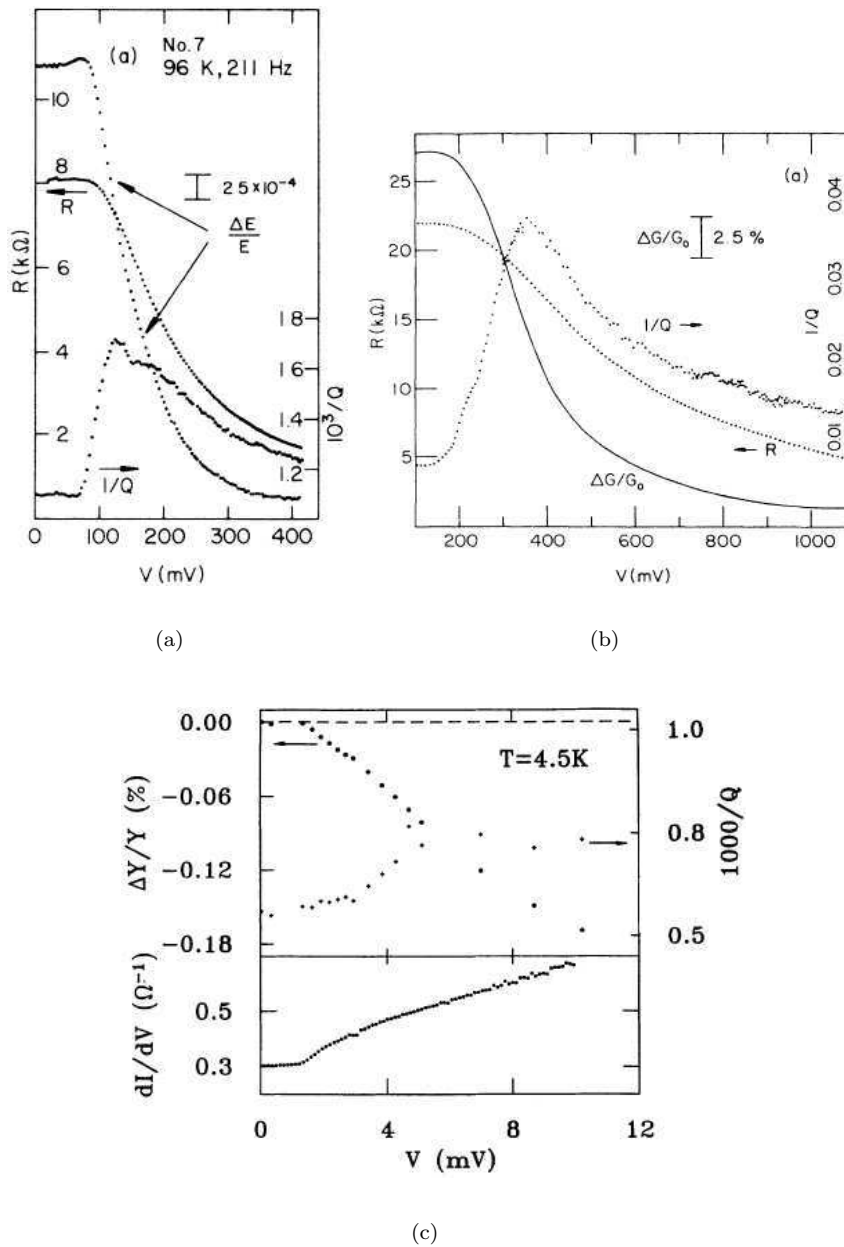 (a)
No.7
96 K, 211 Hz
10
8
6
4
2
R(kΩ)
R
2.5×10⁻⁴
ΔE/E
1.8
1.6
1.4
1.2
10³/Q
1/Q
0 100 200 300 400
V(mV)
(a)
(a)
25
20
15
10
5
R(kΩ)
ΔG/G₀
2.5 %
1/Q
R
ΔG/G₀
0.04
0.03
0.02
0.01
1/Q
200 400 600 800 1000
V(mV)
(b)
0.00
-0.06
-0.12
-0.18
ΔY/Y (%)
T=4.5K
1.0
0.8
0.5
1000/Q
0.5
0.3
dI/dV (Ω⁻¹)
0 4 8 12
V (mV)
(c)